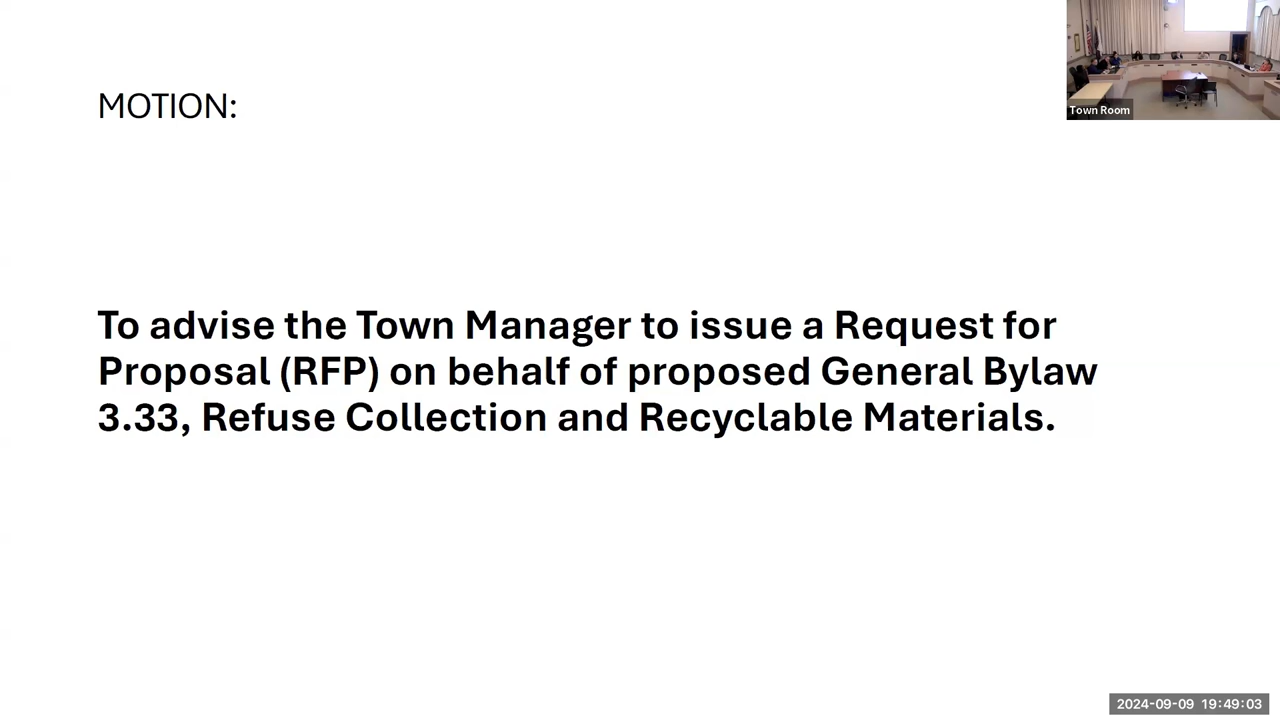 Town Room
MOTION:
To advise the Town Manager to issue a Request for
Proposal (RFP) on behalf of proposed General Bylaw
3.33, Refuse Collection and Recyclable Materials.
2024-09-09 19:49:03